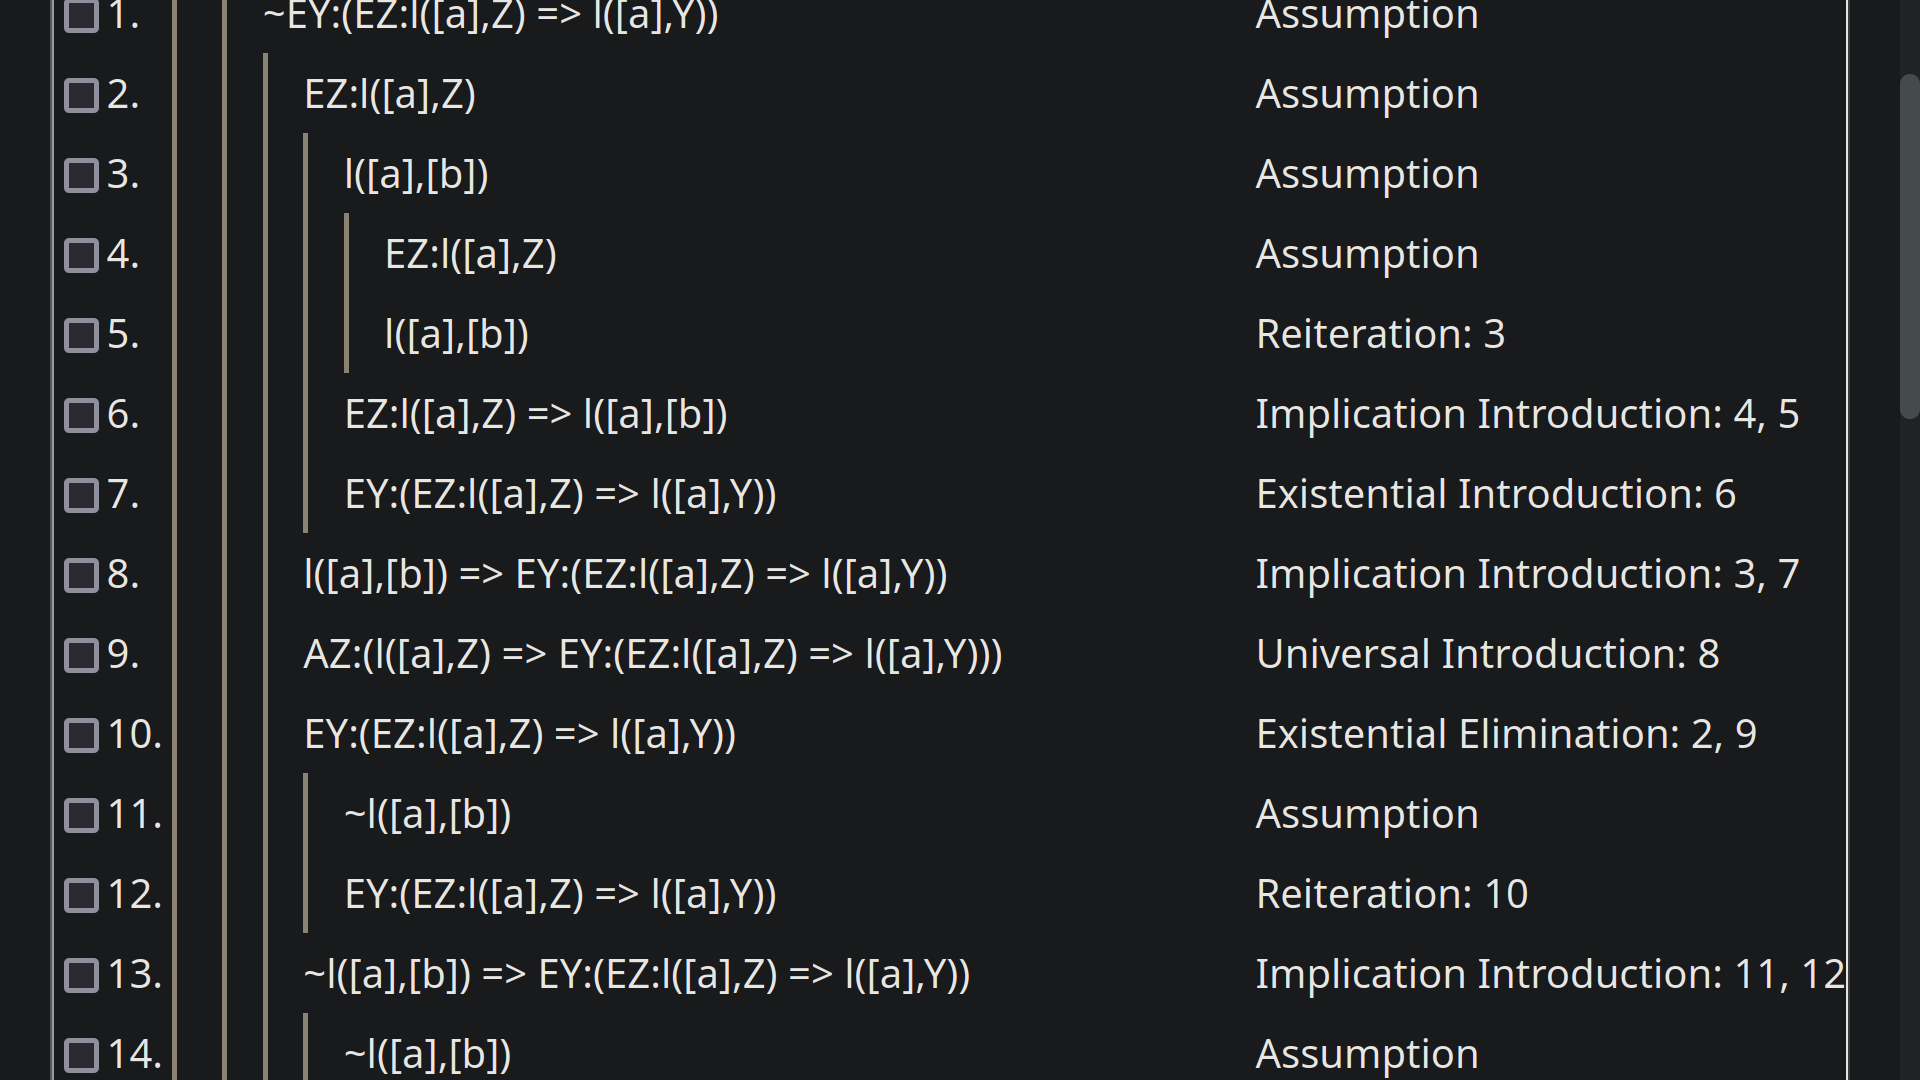 1. ~EY:(EZ:l([a],Z) => l([a],Y)) Assumption
2. EZ:l([a],Z) Assumption
3. l([a],[b]) Assumption
4. EZ:l([a],Z) Assumption
5. l([a],[b]) Reiteration: 3
6. EZ:l([a],Z) => l([a],[b]) Implication Introduction: 4, 5
7. EY:(EZ:l([a],Z) => l([a],Y)) Existential Introduction: 6
8. l([a],[b]) => EY:(EZ:l([a],Z) => l([a],Y)) Implication Introduction: 3, 7
9. AZ:(l([a],Z) => EY:(EZ:l([a],Z) => l([a],Y))) Universal Introduction: 8
10. EY:(EZ:l([a],Z) => l([a],Y)) Existential Elimination: 2, 9
11. ~l([a],[b]) Assumption
12. EY:(EZ:l([a],Z) => l([a],Y)) Reiteration: 10
13. ~l([a],[b]) => EY:(EZ:l([a],Z) => l([a],Y)) Implication Introduction: 11, 12
14. ~l([a],[b]) Assumption